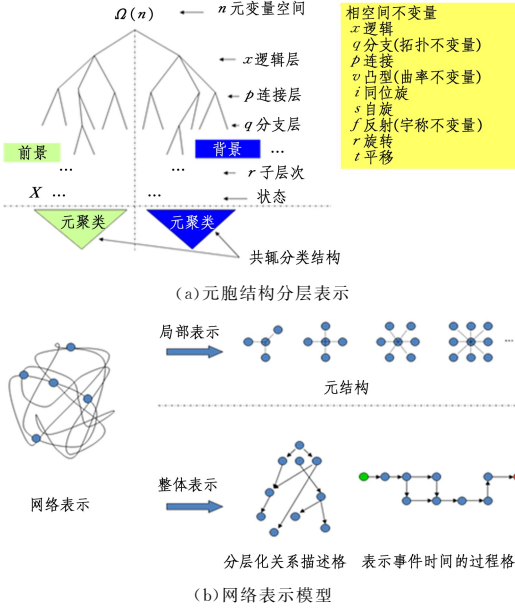 Ω(n)
n 元变量空间
x逻辑层
p连接层
q分支层
前景
背景
...
...
...
r 子层次
X ...
...
状态
元聚类
元聚类
共轭分类结构
相空间不变量
x逻辑
q分支(拓扑不变量)
p连接
v凸型(曲率不变量)
i同位旋
s自旋
f反射(宇称不变量)
r旋转
t平移
(a)元胞结构分层表示
局部表示
...
元结构
网络表示
整体表示
分层化关系描述格
表示事件时间的过程格
(b)网络表示模型